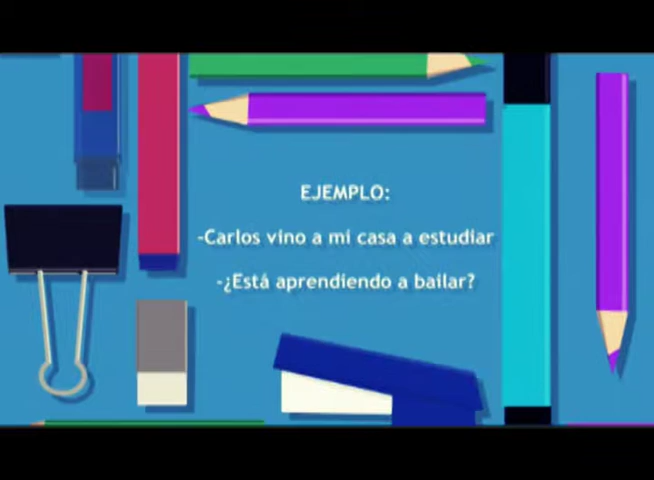 EJEMPLO:
-Carlos vino a mi casa a estudiar
-¿Está aprendiendo a bailar?